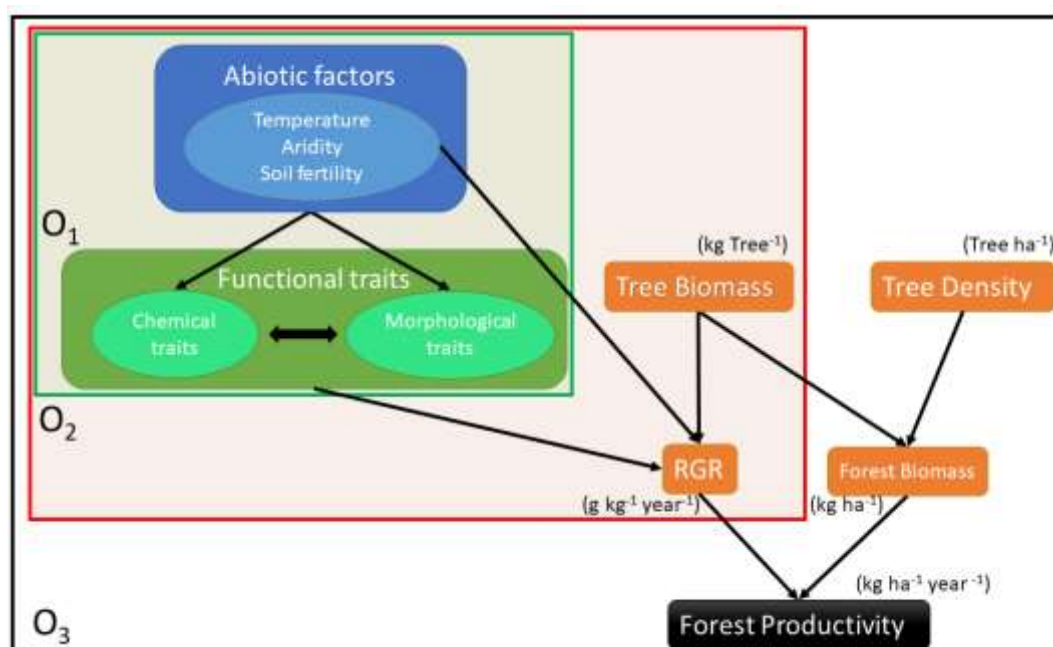 Abiotic factors
Temperature
Aridity
Soil fertility
O₁
Functional traits
Chemical
traits
Morphological
traits
(kg Tree⁻¹)
Tree Biomass
(Tree ha⁻¹)
Tree Density
O₂
RGR
(g kg⁻¹ year⁻¹)
Forest Biomass
(kg ha⁻¹)
(kg ha⁻¹ year ⁻¹)
Forest Productivity
O₃